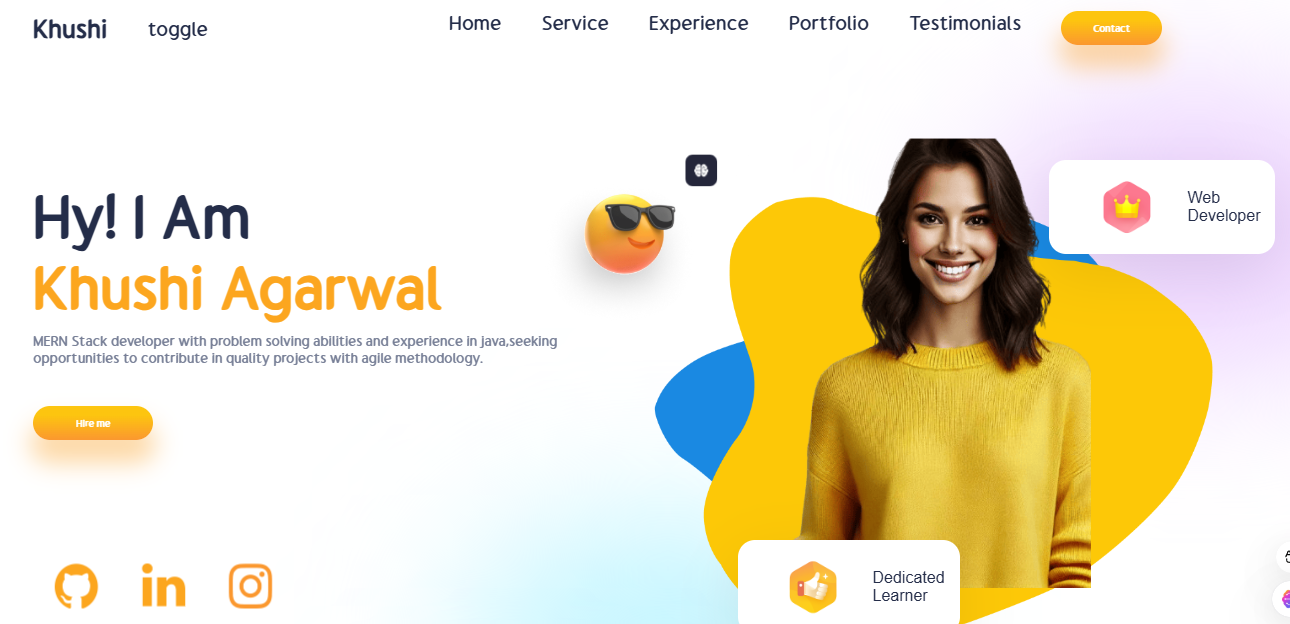 Khushi
toggle
Home
Service
Experience
Portfolio
Testimonials
Contact
Hy! I Am
Khushi Agarwal
MERN Stack developer with problem solving abilities and experience in java,seeking
opportunities to contribute in quality projects with agile methodology.
Hire me
Web
Developer
Dedicated
Learner
in